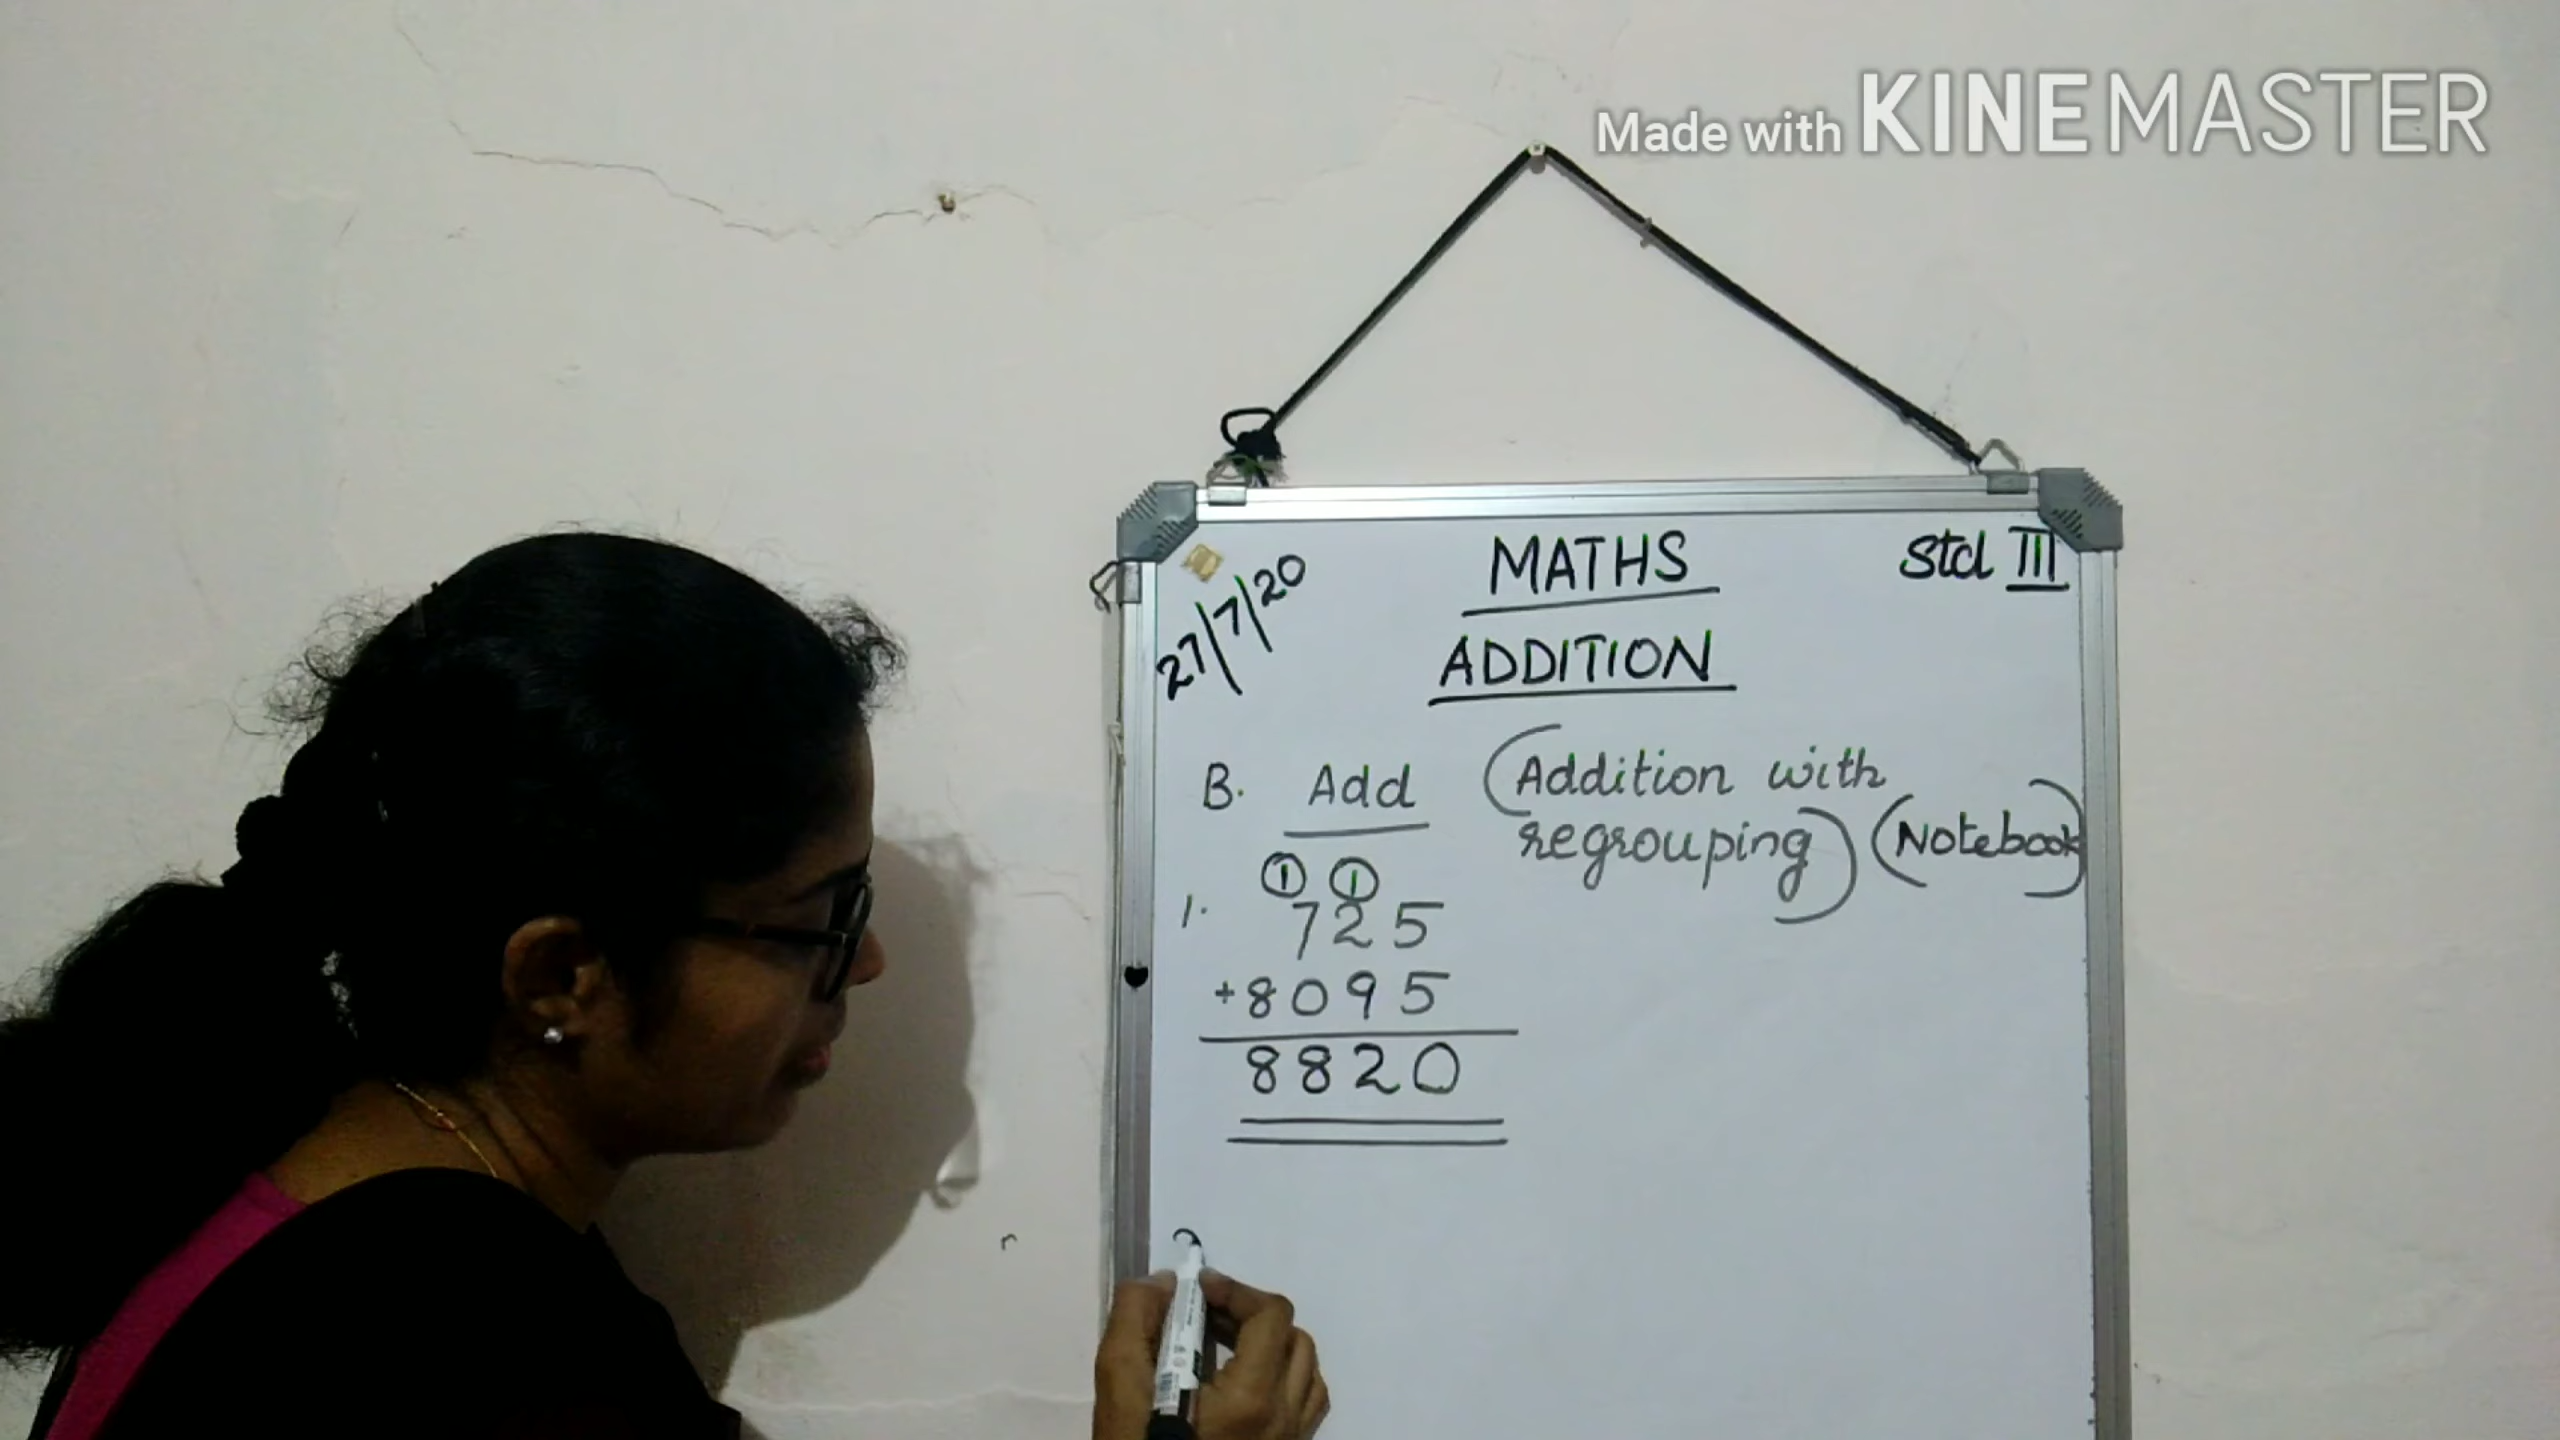 Made with KINEMASTER
27/7/20
MATHS
Std III
ADDITION
B. Add (Addition with
regrouping) (Notebook)
1 1
1. 725
+8095
8820